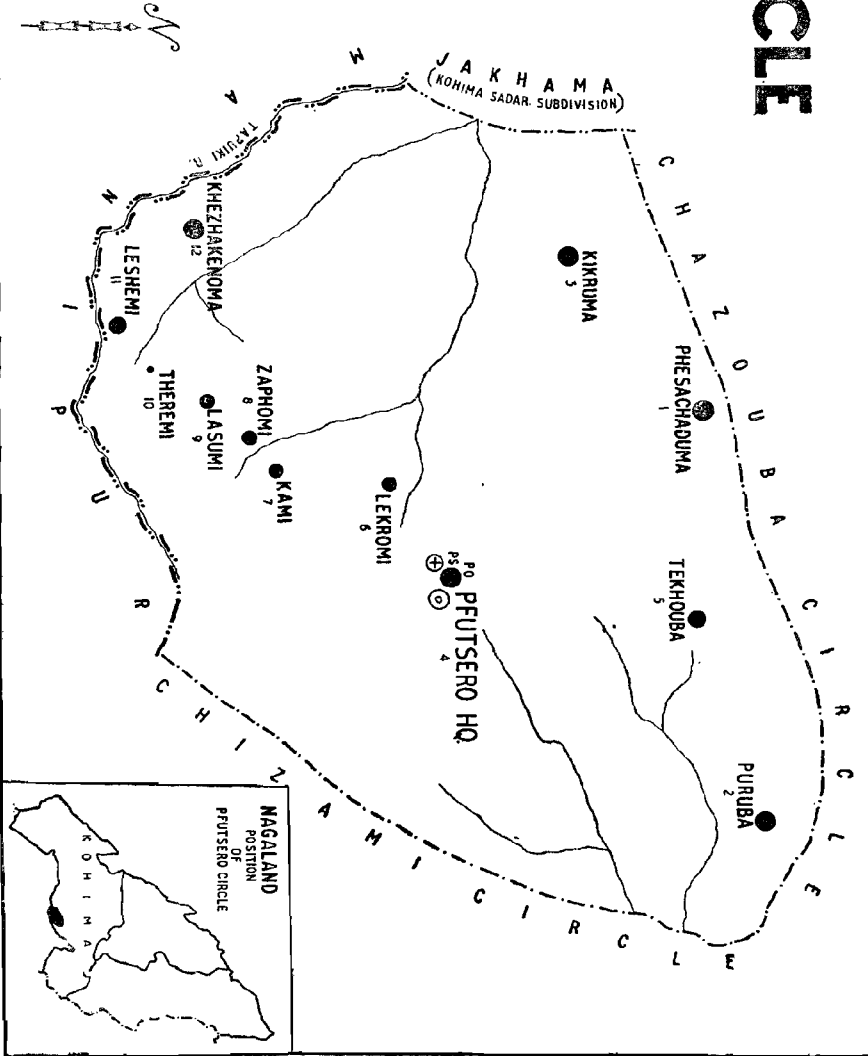 CLE
N
JAKHAMA
(KOHIMA SADAR. SUBDIVISION)
CHAZOUBA CIRCLE
MANIPUR
CHIZAMI CIRCLE
TAPUIKI R.
KIKRUMA
3
PHESACHADUMA
1
TEKHOUBA
5
PURUBA
2
KHEZHAKENOMA
12
LESHEMI
11
THEREMI
10
ZAPHOMI
8
LASUMI
9
KAMI
7
LEKROMI
6
PO
PS
PFUTSERO HQ.
4
NAGALAND
POSITION
OF
PFUTSERO CIRCLE
KOHIMA